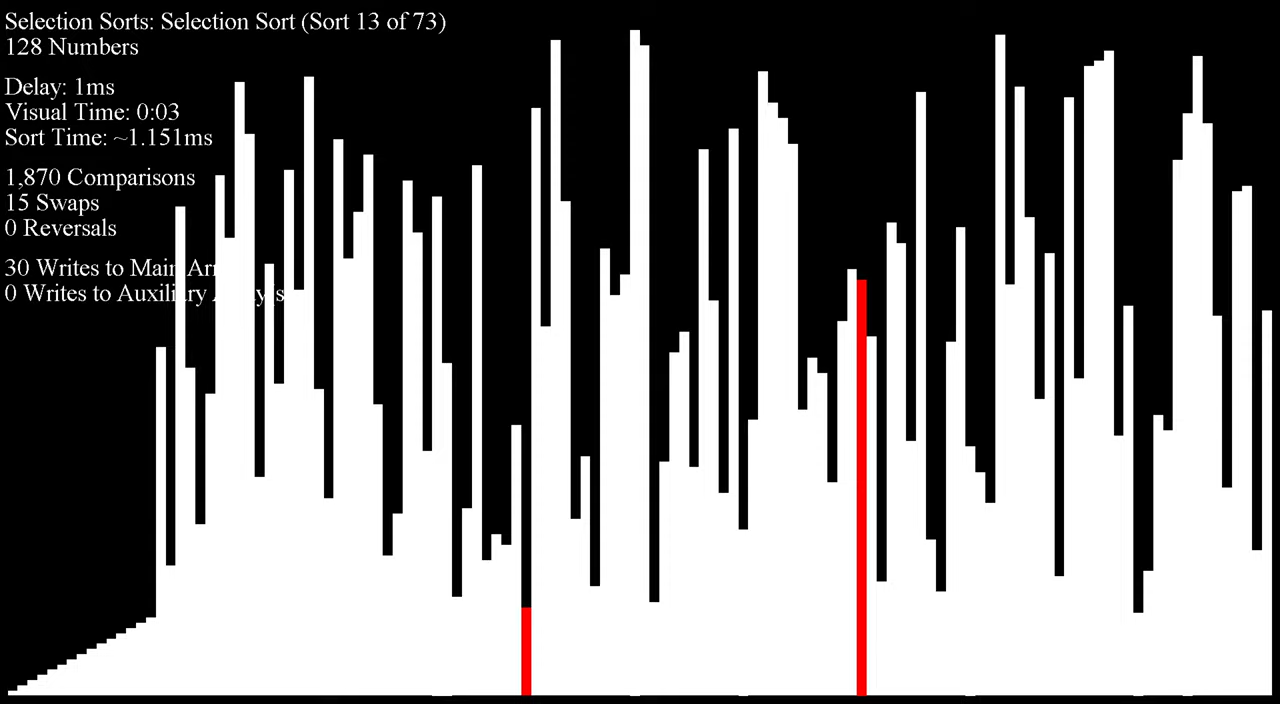 Selection Sorts: Selection Sort (Sort 13 of 73)
128 Numbers
Delay: 1ms
Visual Time: 0:03
Sort Time: ~1.151ms
1,870 Comparisons
15 Swaps
0 Reversals
30 Writes to Main
0 Writes to